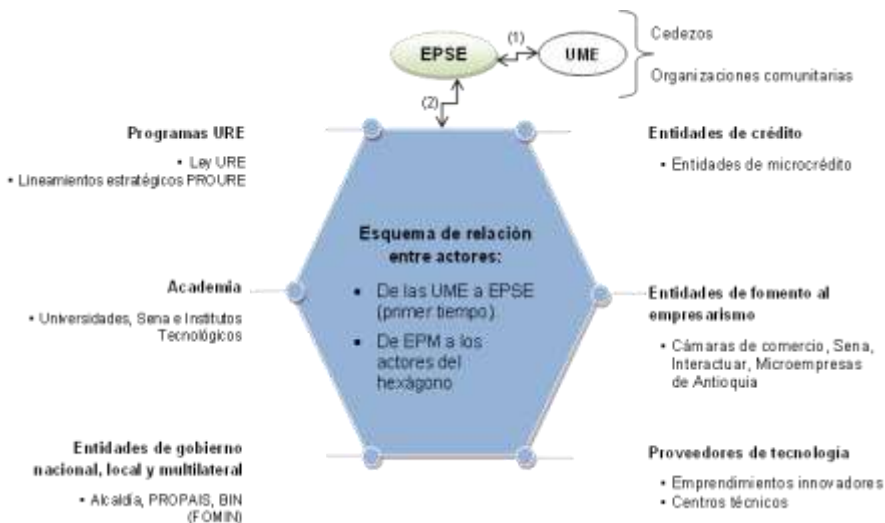 EPSE
(1)
UME
Cedezos
Organizaciones comunitarias
(2)
Programas URE
• Ley URE
• Lineamientos estratégicos PROURE
Entidades de crédito
• Entidades de microcrédito
Esquema de relación
entre actores:
• De las UME a EPSE
(primer tiempo)
• De EPM a los
actores del
hexágono
Academia
• Universidades, Sena e Institutos
Tecnológicos
Entidades de fomento al
empresarismo
• Cámaras de comercio, Sena,
Interactuar, Microempresas
de Antioquia
Entidades de gobierno
nacional, local y multilateral
• Alcaldía, PROPAIS, BIN
(FOMIN)
Proveedores de tecnología
• Emprendimientos innovadores
• Centros técnicos